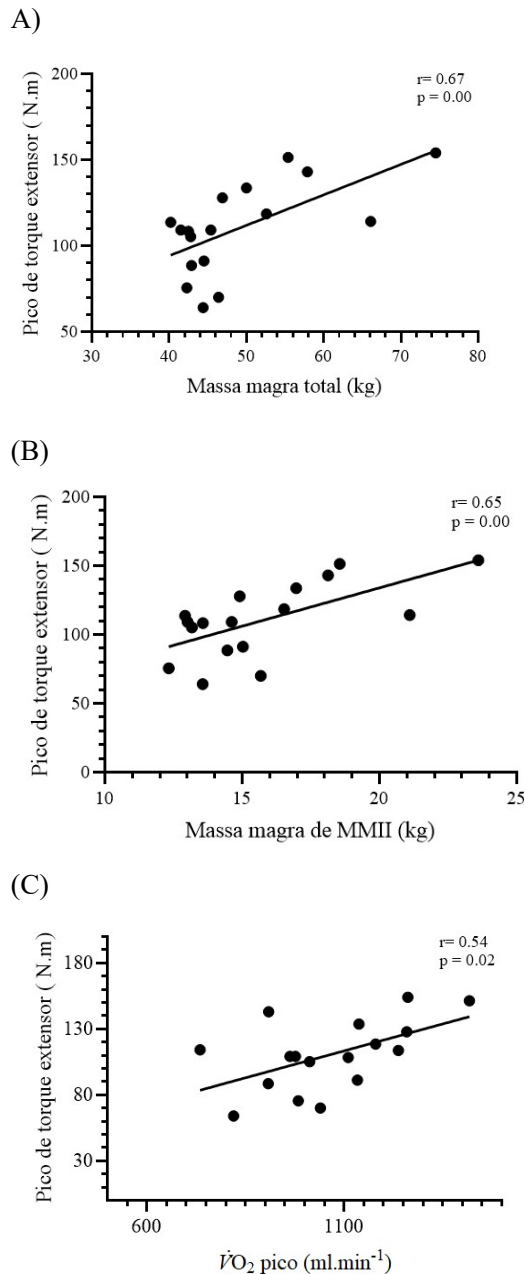 A)
r= 0.67
p = 0.00
Pico de torque extensor ( N.m)
200
150
100
50
30 40 50 60 70 80
Massa magra total (kg)
(B)
r= 0.65
p = 0.00
Pico de torque extensor ( N.m)
200
150
100
50
0
10 15 20 25
Massa magra de MMII (kg)
(C)
r= 0.54
p = 0.02
Pico de torque extensor ( N.m)
180
130
80
30
600 1100
V̇O₂ pico (ml.min⁻¹)